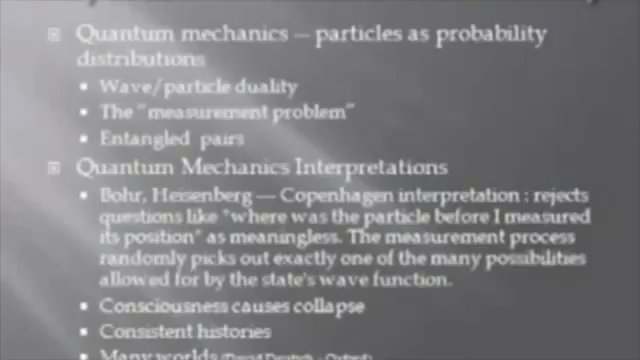 Quantum mechanics — particles as probability
distributions
Wave/particle duality
The "measurement problem"
Entangled pairs
Quantum Mechanics Interpretations
Bohr, Heisenberg — Copenhagen interpretation : rejects
questions like "where was the particle before I measured
its position" as meaningless. The measurement process
randomly picks out exactly one of the many possibilities
allowed for by the state's wave function.
Consciousness causes collapse
Consistent histories
Many worlds (David Deutsch - Oxford)